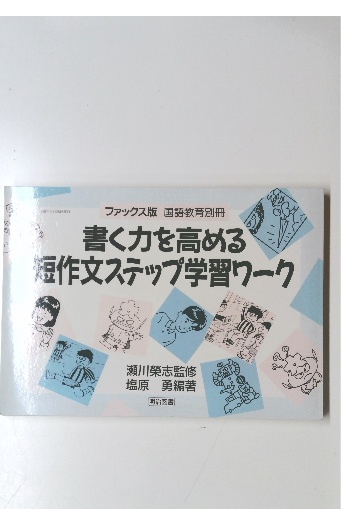 ファックス版 国語教育別冊
書く力を高める
短作文ステップ学習ワーク
瀬川榮志監修
塩原 勇編著
明治図書